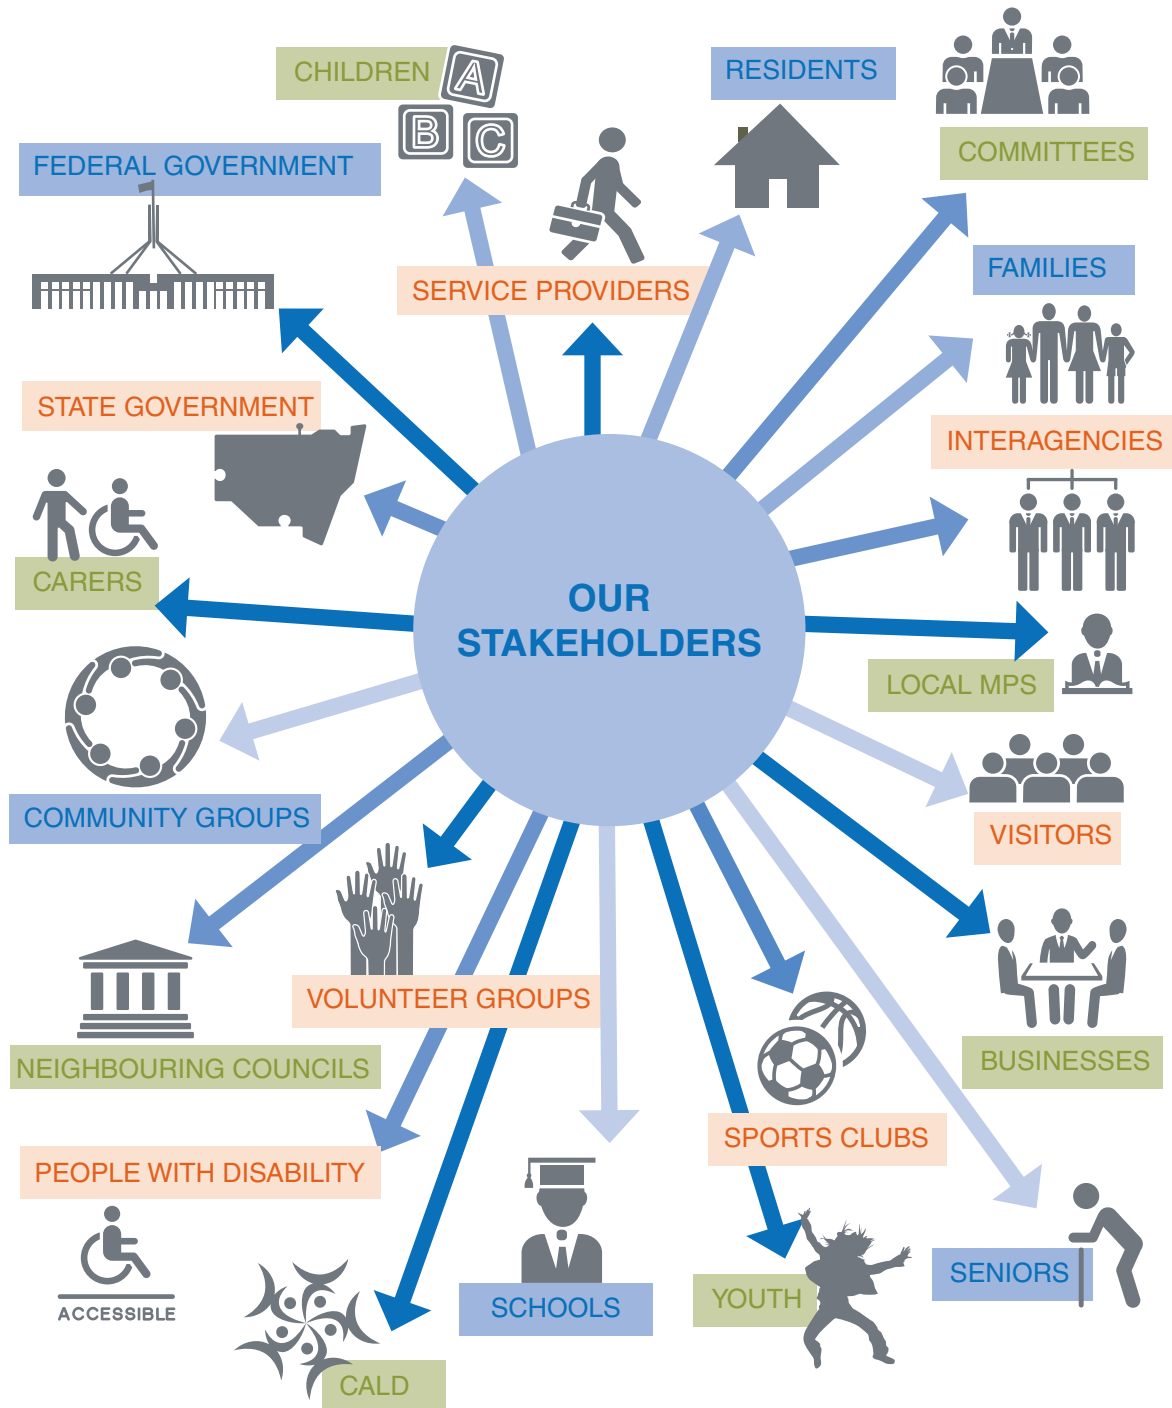 CHILDREN
A
B
C
RESIDENTS
COMMITTEES
FEDERAL GOVERNMENT
SERVICE PROVIDERS
FAMILIES
STATE GOVERNMENT
INTERAGENCIES
CARERS
OUR
STAKEHOLDERS
LOCAL MPS
COMMUNITY GROUPS
VISITORS
VOLUNTEER GROUPS
NEIGHBOURING COUNCILS
BUSINESSES
SPORTS CLUBS
PEOPLE WITH DISABILITY
ACCESSIBLE
SCHOOLS
YOUTH
SENIORS
CALD